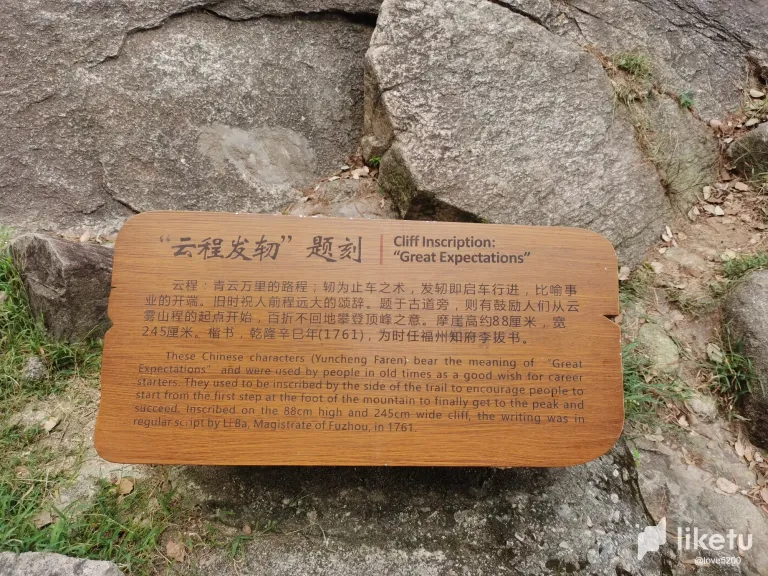 “云程发轫” 题刻
Cliff Inscription:
“Great Expectations”
云程：青云万里的路程；轫为止车之术，发轫即启车行进，比喻事
业的开端。旧时祝人前程远大的颂辞。题于古道旁，则有鼓励人们从云
雾山程的起点开始，百折不回地攀登顶峰之意。摩崖高约88厘米，宽
245厘米。楷书，乾隆辛巳年(1761)，为时任福州知府李拔书。
These Chinese characters (Yuncheng Faren) bear the meaning of “Great
Expectations” and were used by people in old times as a good wish for career
starters. They used to be inscribed by the side of the trail to encourage people to
start from the first step at the foot of the mountain to finally get to the peak and
succeed. Inscribed on the 88cm high and 245cm wide cliff, the writing was in
regular script by Li Ba, Magistrate of Fuzhou, in 1761.
liketu
@love5200